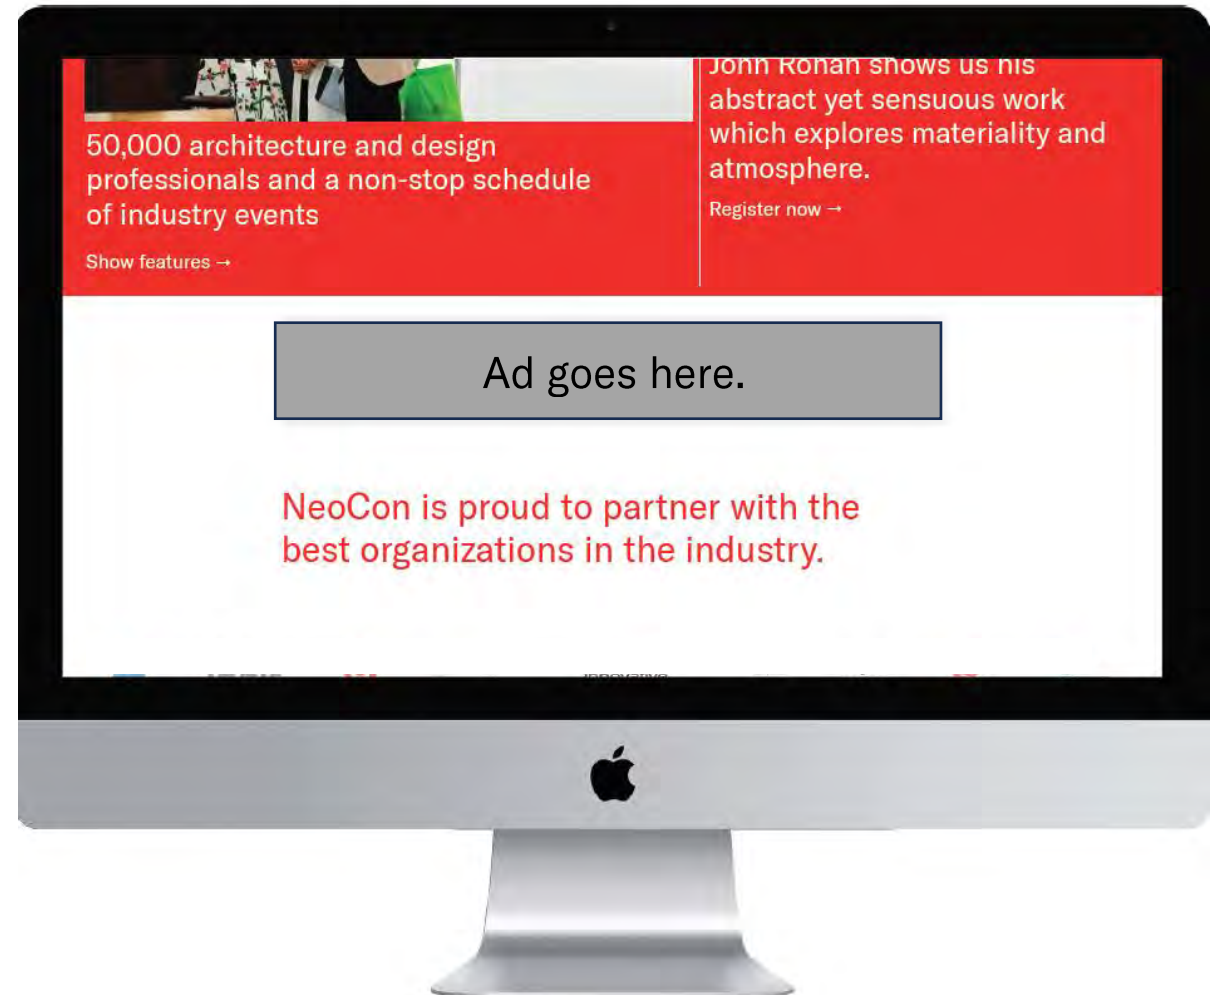 50,000 architecture and design
professionals and a non-stop schedule
of industry events
Show features →
John Ronan shows us his
abstract yet sensuous work
which explores materiality and
atmosphere.
Register now →
Ad goes here.
NeoCon is proud to partner with the
best organizations in the industry.